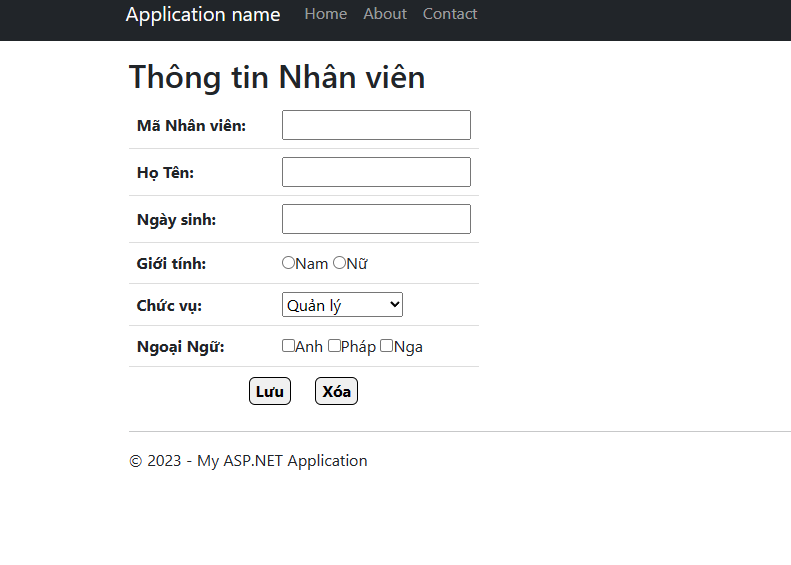 Application name Home About Contact
Thông tin Nhân viên
Mã Nhân viên:
Họ Tên:
Ngày sinh:
Giới tính: Nam Nữ
Chức vụ: Quản lý
Ngoại Ngữ: Anh Pháp Nga
Lưu Xóa
© 2023 - My ASP.NET Application